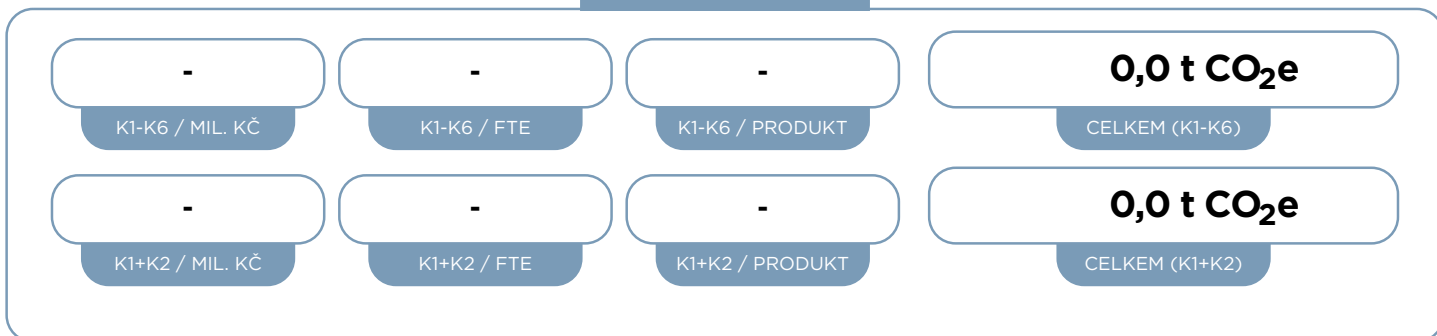 - - - 0,0 t CO₂e
K1-K6 / MIL. KČ K1-K6 / FTE K1-K6 / PRODUKT CELKEM (K1-K6)
- - - 0,0 t CO₂e
K1+K2 / MIL. KČ K1+K2 / FTE K1+K2 / PRODUKT CELKEM (K1+K2)